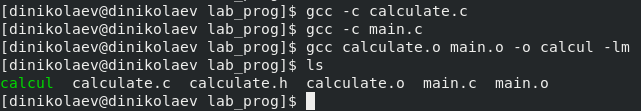 [dinikolaev@dinikolaev lab_prog]$ gcc -c calculate.c
[dinikolaev@dinikolaev lab_prog]$ gcc -c main.c
[dinikolaev@dinikolaev lab_prog]$ gcc calculate.o main.o -o calcul -lm
[dinikolaev@dinikolaev lab_prog]$ ls
calcul  calculate.c  calculate.h  calculate.o  main.c  main.o
[dinikolaev@dinikolaev lab_prog]$